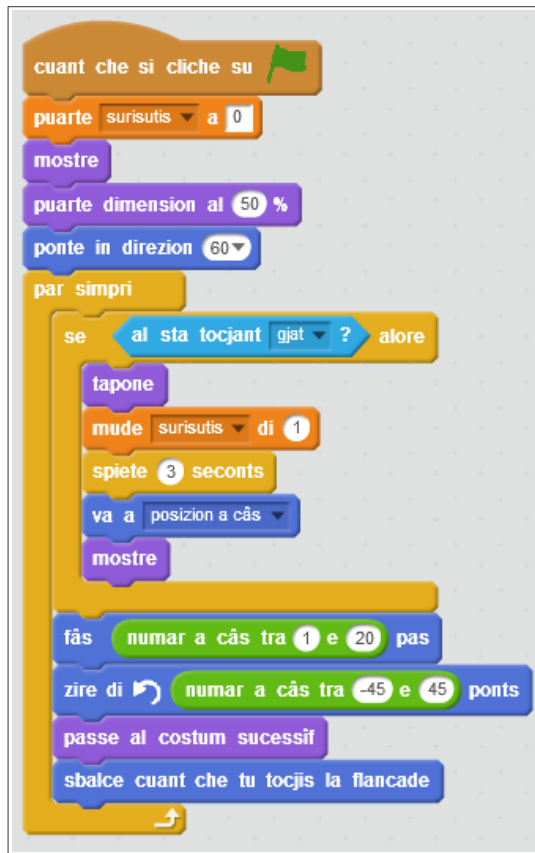 cuant che si cliche su
puarte surisutis a 0
mostre
puarte dimension al 50 %
ponte in direzion 60
par simpri
se al sta tocjant gjat ? alore
tapone
mude surisutis di 1
spiete 3 seconts
va a posizion a câs
mostre
fâs numar a câs tra 1 e 20 pas
zire di numar a câs tra -45 e 45 ponts
passe al costum sucessîf
sbalce cuant che tu tocjis la flancade